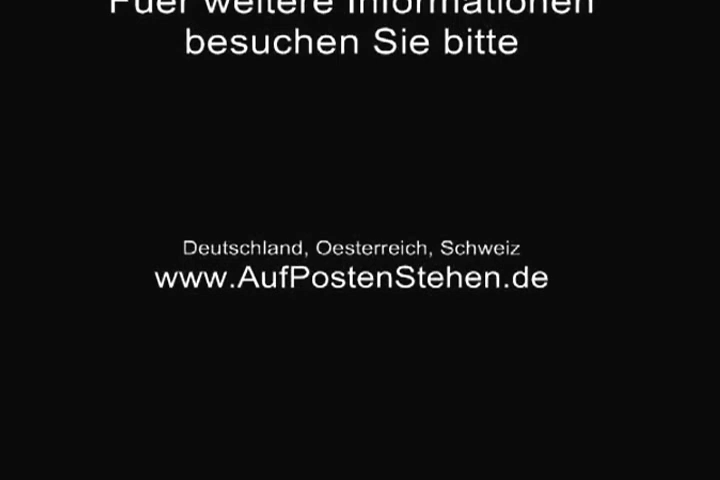 Fuer weitere Informationen
besuchen Sie bitte
Deutschland, Oesterreich, Schweiz
www.AufPostenStehen.de